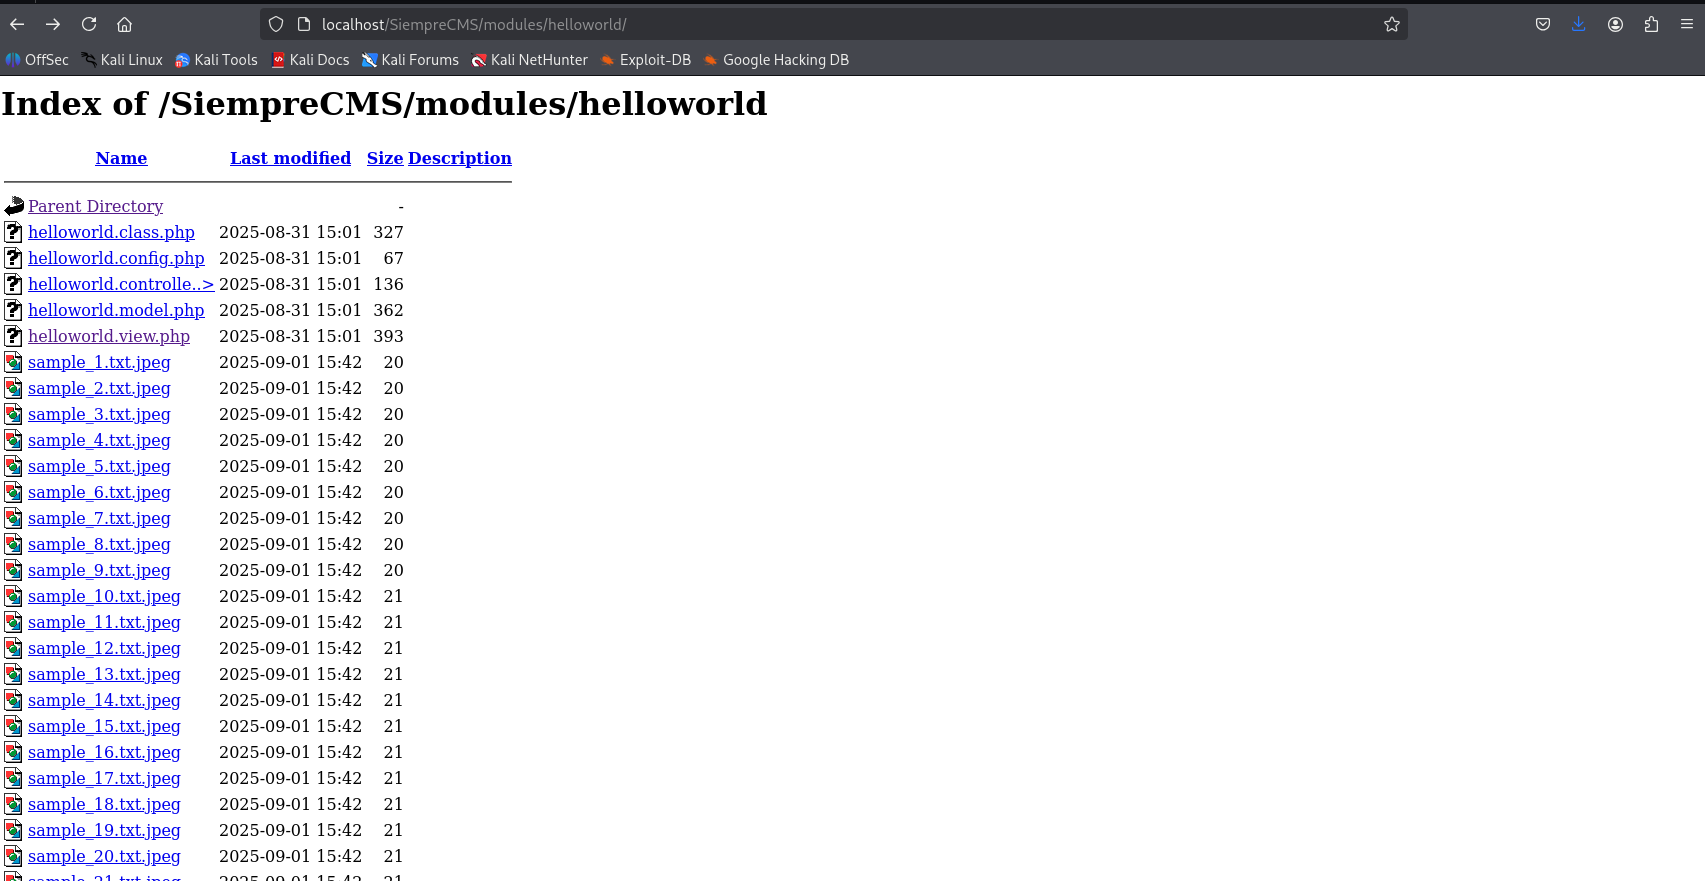 localhost/SiempreCMS/modules/helloworld/
OffSec Kali Linux Kali Tools Kali Docs Kali Forums Kali NetHunter Exploit-DB Google Hacking DB
Index of /SiempreCMS/modules/helloworld
Name Last modified Size Description
Parent Directory -
helloworld.class.php 2025-08-31 15:01 327
helloworld.config.php 2025-08-31 15:01 67
helloworld.controlle..> 2025-08-31 15:01 136
helloworld.model.php 2025-08-31 15:01 362
helloworld.view.php 2025-08-31 15:01 393
sample_1.txt.jpeg 2025-09-01 15:42 20
sample_2.txt.jpeg 2025-09-01 15:42 20
sample_3.txt.jpeg 2025-09-01 15:42 20
sample_4.txt.jpeg 2025-09-01 15:42 20
sample_5.txt.jpeg 2025-09-01 15:42 20
sample_6.txt.jpeg 2025-09-01 15:42 20
sample_7.txt.jpeg 2025-09-01 15:42 20
sample_8.txt.jpeg 2025-09-01 15:42 20
sample_9.txt.jpeg 2025-09-01 15:42 20
sample_10.txt.jpeg 2025-09-01 15:42 21
sample_11.txt.jpeg 2025-09-01 15:42 21
sample_12.txt.jpeg 2025-09-01 15:42 21
sample_13.txt.jpeg 2025-09-01 15:42 21
sample_14.txt.jpeg 2025-09-01 15:42 21
sample_15.txt.jpeg 2025-09-01 15:42 21
sample_16.txt.jpeg 2025-09-01 15:42 21
sample_17.txt.jpeg 2025-09-01 15:42 21
sample_18.txt.jpeg 2025-09-01 15:42 21
sample_19.txt.jpeg 2025-09-01 15:42 21
sample_20.txt.jpeg 2025-09-01 15:42 21